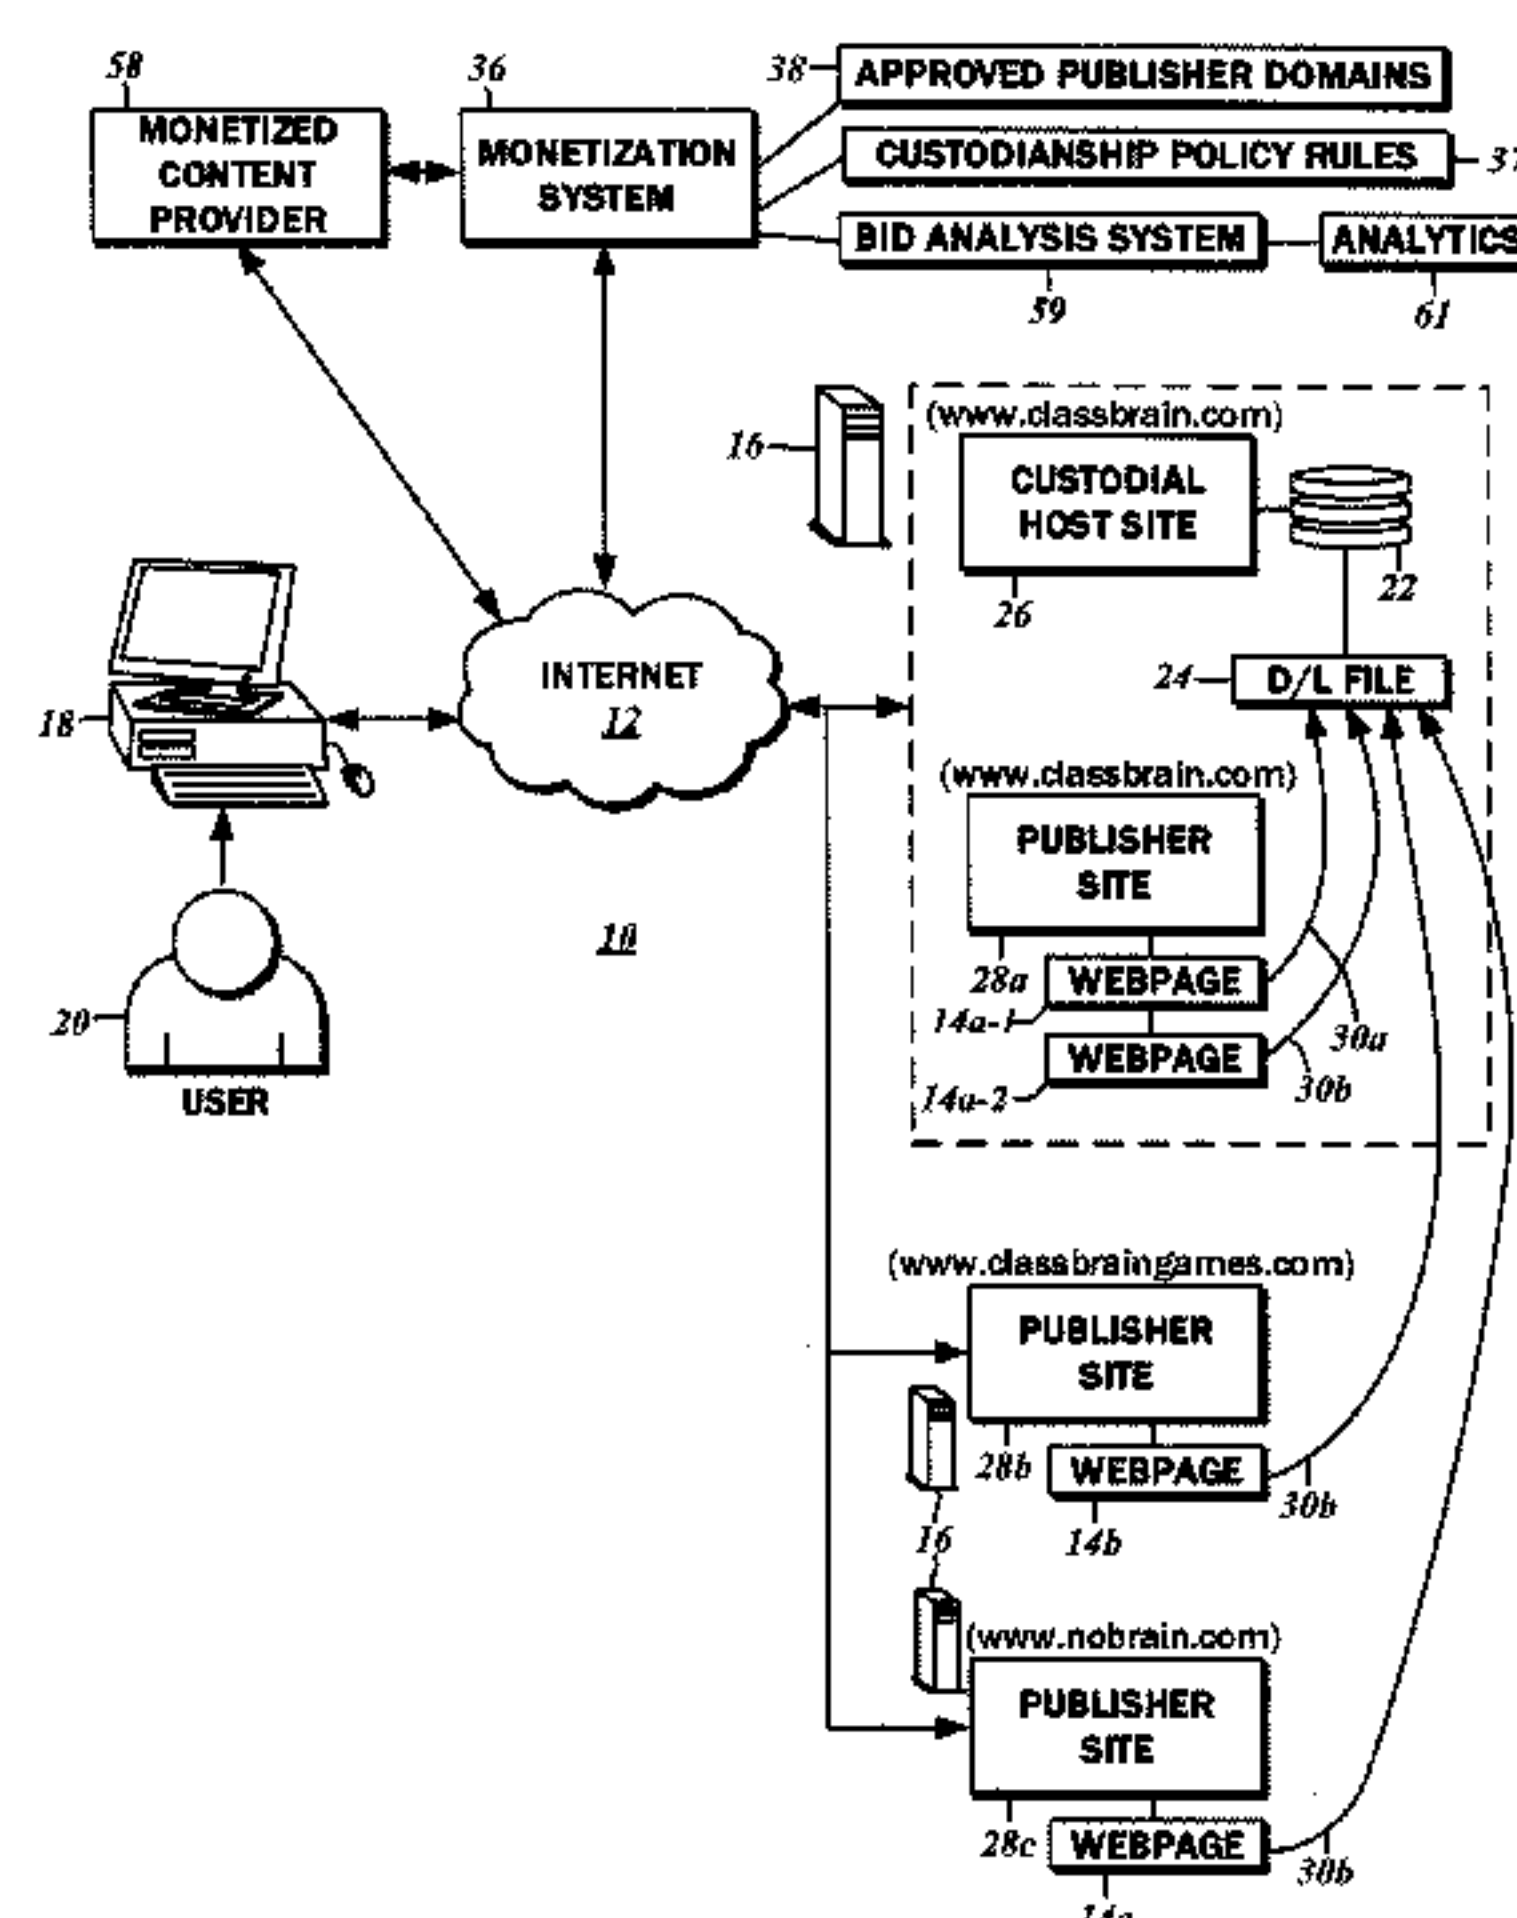 58
36
38
APPROVED PUBLISHER DOMAINS
MONETIZED
CONTENT
PROVIDER
MONETIZATION
SYSTEM
CUSTODIANSHIP POLICY RULES
37
BID ANALYSIS SYSTEM
ANALYTICS
59
61
16
(www.classbrain.com)
CUSTODIAL
HOST SITE
22
26
INTERNET
12
24
D/L FILE
18
(www.classbrain.com)
PUBLISHER
SITE
10
28a
WEBPAGE
14a-1
30a
WEBPAGE
14a-2
30b
20
USER
(www.classbraingames.com)
PUBLISHER
SITE
28b
WEBPAGE
30b
14b
16
(www.nobrain.com)
PUBLISHER
SITE
28c
WEBPAGE
30b